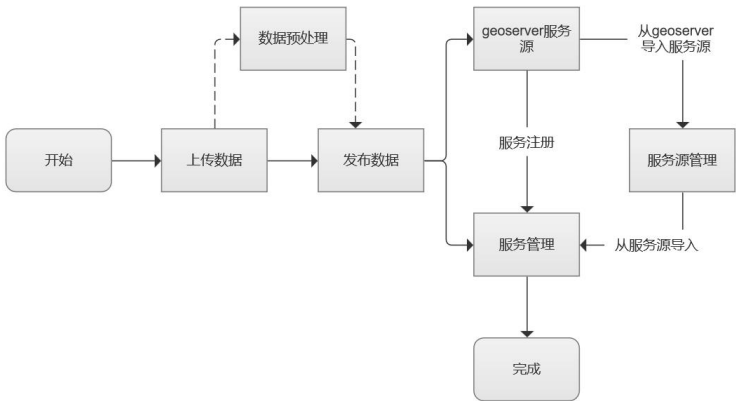 数据预处理
geoserver服务
源
从geoserver
导入服务源
开始
上传数据
发布数据
服务注册
服务源管理
服务管理
从服务源导入
完成